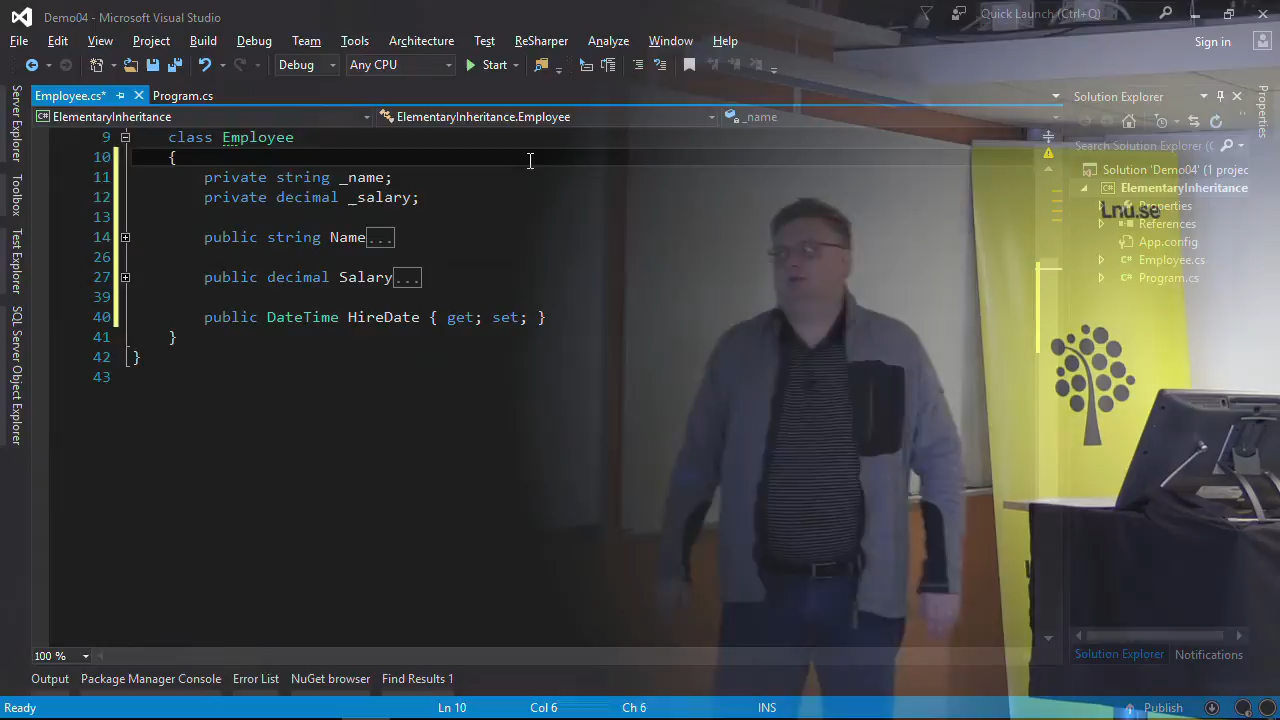 Demo04 - Microsoft Visual Studio
Quick Launch (Ctrl+Q)
File Edit View Project Build Debug Team Tools Architecture Test ReSharper Analyze Window Help
Sign in
Debug Any CPU Start
Employee.cs* Program.cs
Solution Explorer
ElementaryInheritance ElementaryInheritance.Employee _name
9 class Employee
10 {
11 private string _name;
12 private decimal _salary;
13
14 public string Name...
26
27 public decimal Salary...
39
40 public DateTime HireDate { get; set; }
41 }
42 }
43
Search Solution Explorer (
Solution 'Demo04' (1 projec
ElementaryInheritance
Properties
References
App.config
Employee.cs
Program.cs
Lnu.se
Server Explorer
Toolbox
Test Explorer
SQL Server Object Explorer
Properties
100 %
Solution Explorer Notifications
Output Package Manager Console Error List NuGet browser Find Results 1
Ready Ln 10 Col 6 Ch 6 INS Publish